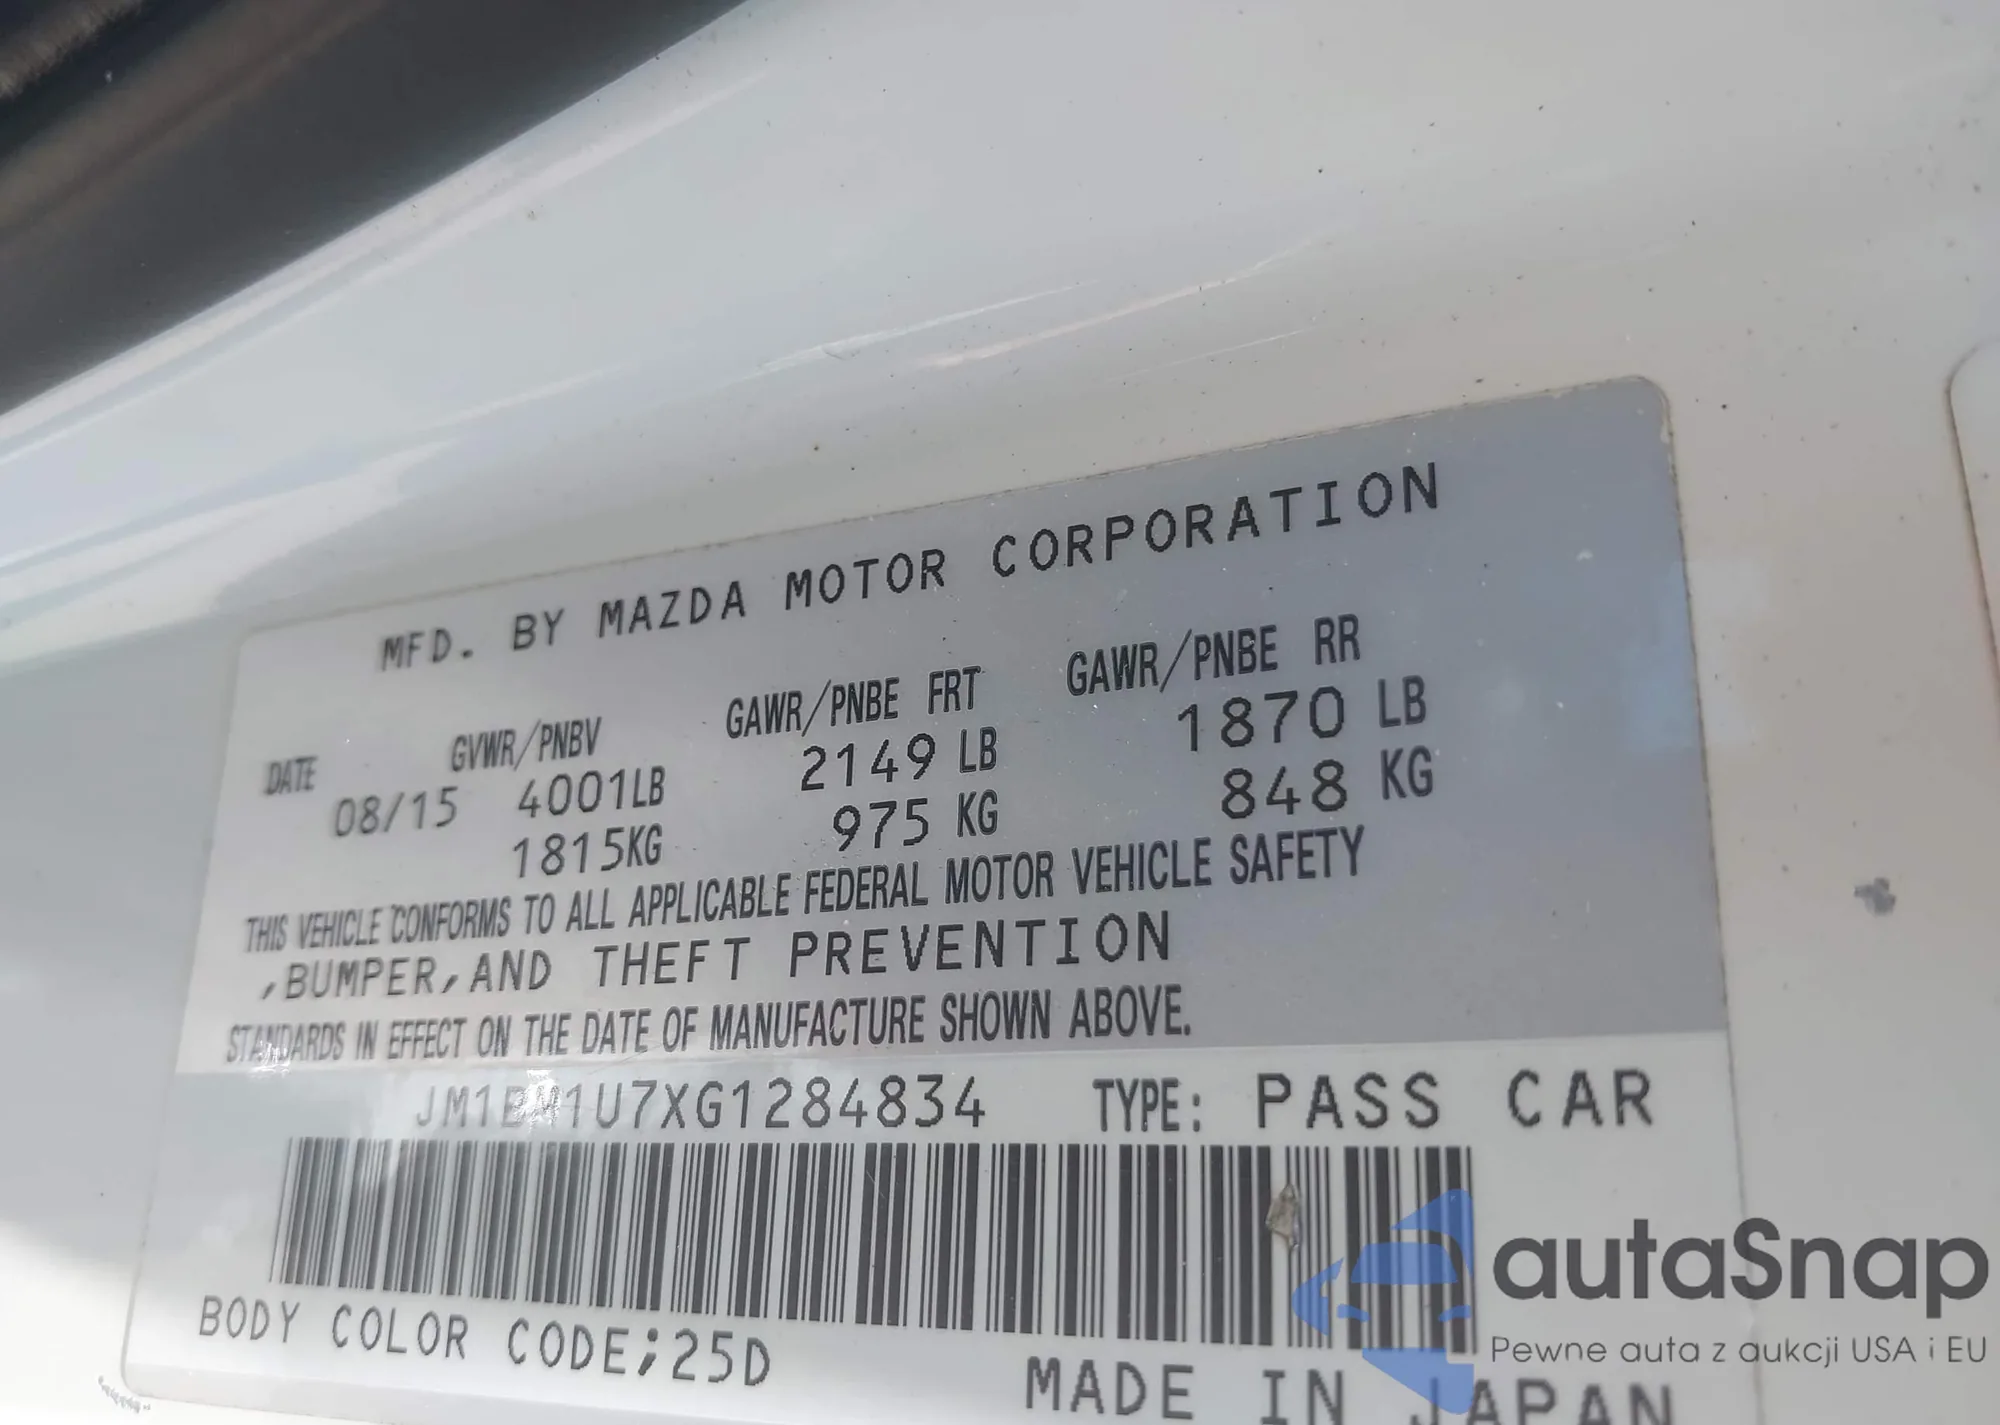 MFD. BY MAZDA MOTOR CORPORATION
DATE GVWR/PNBV GAWR/PNBE FRT GAWR/PNBE RR
08/15 4001LB 2149 LB 1870 LB
1815KG 975 KG 848 KG
THIS VEHICLE CONFORMS TO ALL APPLICABLE FEDERAL MOTOR VEHICLE SAFETY
,BUMPER,AND THEFT PREVENTION
STANDARDS IN EFFECT ON THE DATE OF MANUFACTURE SHOWN ABOVE.
JM1BM1U7XG1284834 TYPE: PASS CAR
BODY COLOR CODE;25D
MADE IN JAPAN
autaSnap
Pewne auta z aukcji USA i EU